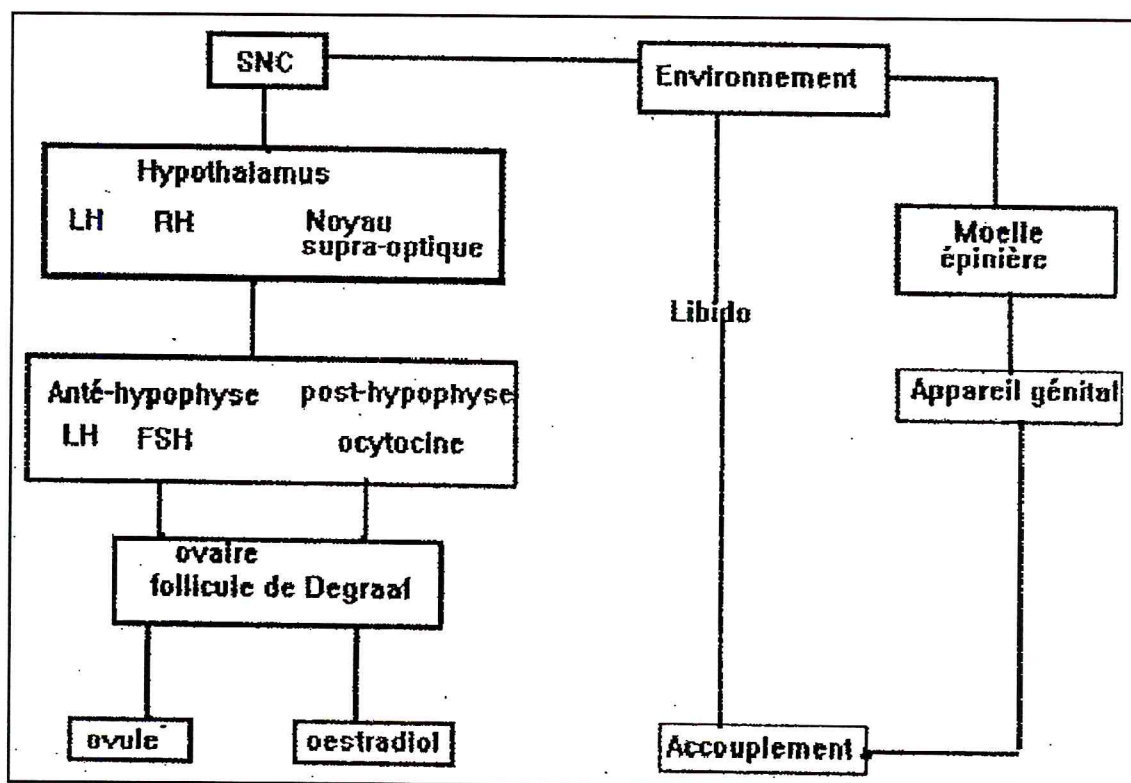 SNC
Environnement
Hypothalamus
LH RH Noyau
supra-optique
Moelle
épinière
Libido
Anté-hypophyse post-hypophyse
LH FSH ocytocine
Appareil génital
ovaire
follicule de Degraaf
ovule
oestradiol
Accouplement